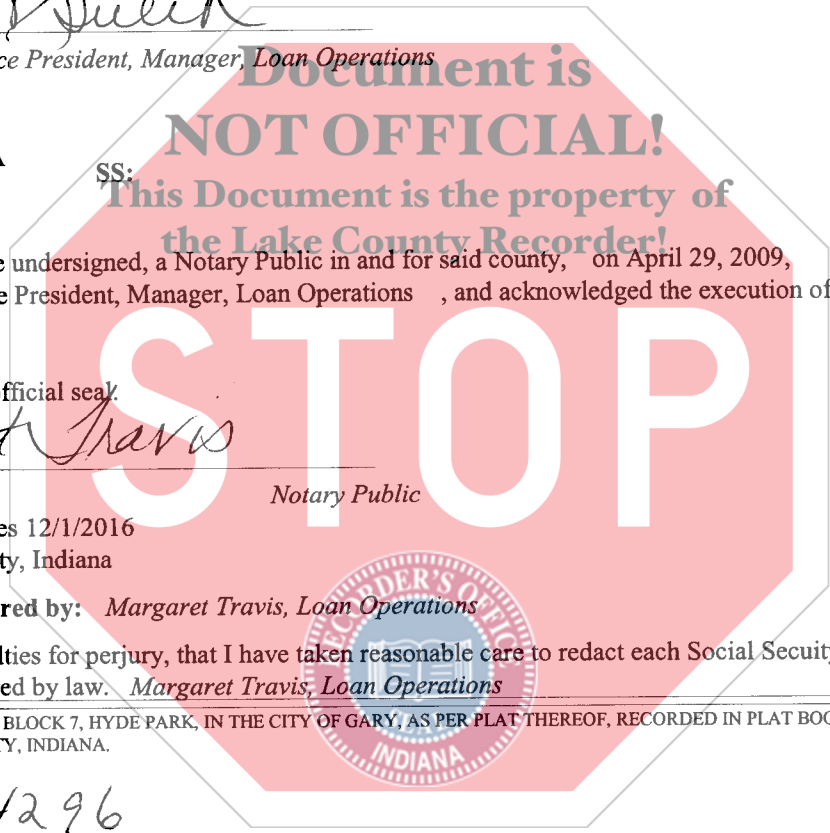 ce President, Manager, Loan Operations
Document is
NOT OFFICIAL!
SS:
This Document is the property of
the Lake County Recorder!
e undersigned, a Notary Public in and for said county, on April 29, 2009,
e President, Manager, Loan Operations , and acknowledged the execution of
STOP
fficial seal.
Travis
Notary Public
es 12/1/2016
ty, Indiana
red by: Margaret Travis, Loan Operations
RECORDER'S OFFICE
lties for perjury, that I have taken reasonable care to redact each Social Secuity
ed by law. Margaret Travis, Loan Operations
BLOCK 7, HYDE PARK, IN THE CITY OF GARY, AS PER PLAT THEREOF, RECORDED IN PLAT BOO
TY, INDIANA.
INDIANA
296